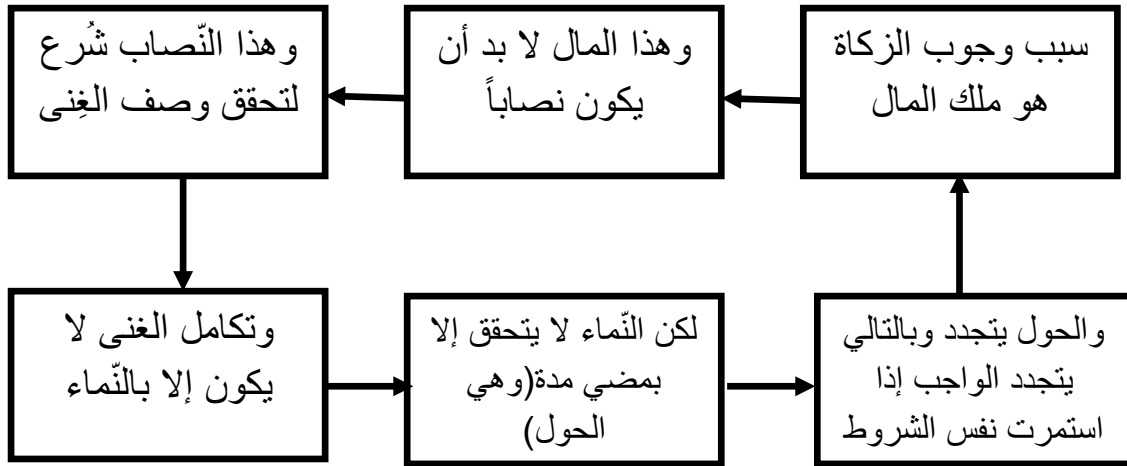 سبب وجوب الزكاة
هو ملك المال
وهذا المال لا بد أن
يكون نصاباً
وهذا النّصاب شُرع
لتحقق وصف الغِنى
وتكامل الغنى لا
يكون إلا بالنّماء
لكن النّماء لا يتحقق إلا
بمضي مدة(وهي
الحول)
والحول يتجدد وبالتالي
يتجدد الواجب إذا
استمرت نفس الشروط